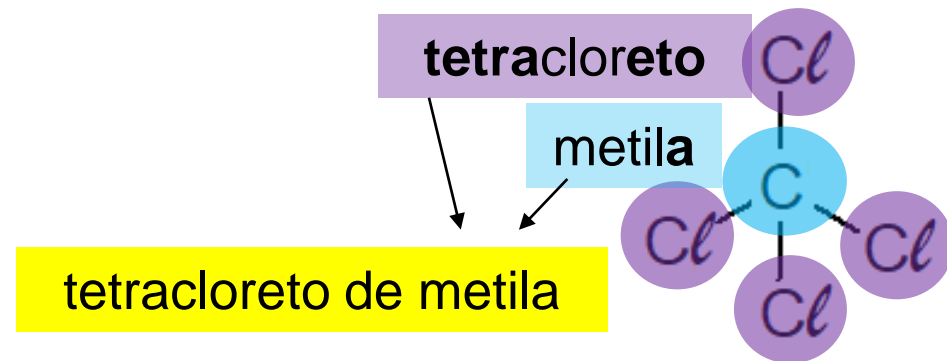 tetracloreto
Cl
metila
C
Cl
Cl
tetracloreto de metila
Cl